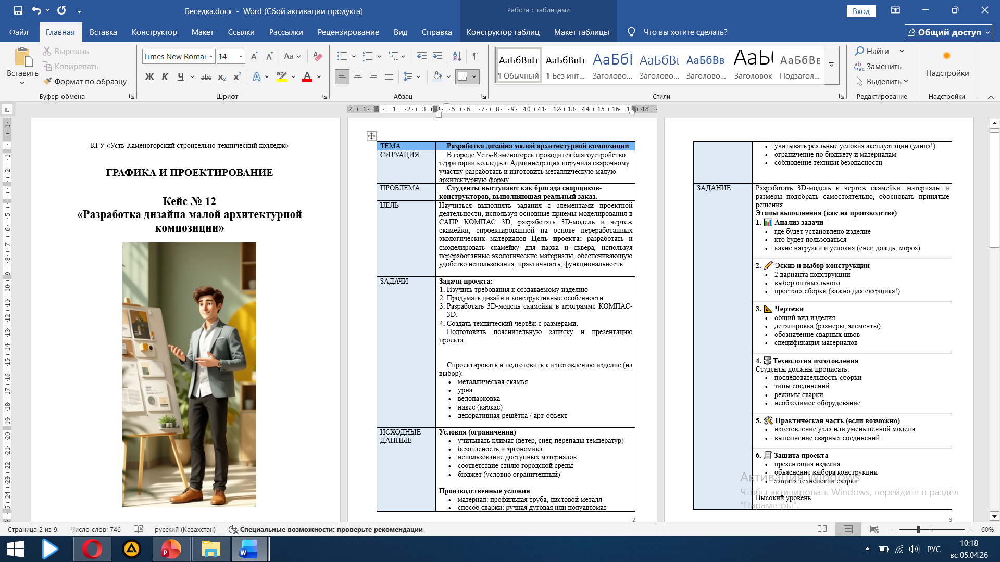 Беседка.docx - Word (Сбой активации продукта)
Работа с таблицами
Вход
Файл
Главная
Вставка
Конструктор
Макет
Ссылки
Рассылки
Рецензирование
Вид
Справка
Конструктор таблиц
Макет таблицы
Что вы хотите сделать?
Общий доступ
Вставить
Вырезать
Копировать
Формат по образцу
Буфер обмена
Times New Romar
14
Aa
Ж К Ч abc x₂ x²
Шрифт
Абзац
АаБбВвГг
¶ Обычный
АаБбВвГг
¶ Без инт...
АаБбІ
Заголово...
АаБбВв
Заголово...
АаБбВвІ
Заголово...
АаЫ
Заголовок
АаБбВв
Подзагол...
Стили
Найти
Заменить
Выделить
Редактирование
Надстройки
Надстройки
КГУ «Усть-Каменогорский строительно-технический колледж»
ГРАФИКА И ПРОЕКТИРОВАНИЕ
Кейс № 12
«Разработка дизайна малой архитектурной
композиции»
ТЕМА
Разработка дизайна малой архитектурной композиции
СИТУАЦИЯ
В городе Усть-Каменогорск проводится благоустройство
территории колледжа. Администрация поручила сварочному
участку разработать и изготовить металлическую малую
архитектурную форму
ПРОБЛЕМА
Студенты выступают как бригада сварщиков-
конструкторов, выполняющая реальный заказ.
ЦЕЛЬ
Научиться выполнять задания с элементами проектной
деятельности, используя основные приемы моделирования в
САПР КОМПАС 3D, разработать 3D-модель и чертеж
скамейки, спроектированной на основе переработанных
экологических материалов Цель проекта: разработать и
смоделировать скамейку для парка и сквера, используя
переработанные экологические материалы, обеспечивающую
удобство использования, практичность, функциональность
ЗАДАЧИ
Задачи проекта:
1. Изучить требования к создаваемому изделию
2. Продумать дизайн и конструктивные особенности
3. Разработать 3D-модель скамейки в программе КОМПАС-
3D.
4. Создать технический чертёж с размерами.
Подготовить пояснительную записку и презентацию
проекта
Спроектировать и подготовить к изготовлению изделие (на
выбор):
• металлическая скамья
• урна
• велопарковка
• навес (каркас)
• декоративная решётка / арт-объект
ИСХОДНЫЕ
ДАННЫЕ
Условия (ограничения)
• учитывать климат (ветер, снег, перепады температур)
• безопасность и эргономика
• использование доступных материалов
• соответствие стилю городской среды
• бюджет (условно ограниченный)
Производственные условия
• материал: профильная труба, листовой металл
• способ сварки: ручная дуговая или полуавтомат
2
• учитывать реальные условия эксплуатации (улица!)
• ограничение по бюджету и материалам
• соблюдение техники безопасности
ЗАДАНИЕ
Разработать 3D-модель и чертеж скамейки, материалы и
размеры подобрать самостоятельно, обосновать принятые
решения
Этапы выполнения (как на производстве)
1. 📊 Анализ задачи
• где будет установлено изделие
• кто будет пользоваться
• какие нагрузки и условия (снег, дождь, мороз)
2. ✏️ Эскиз и выбор конструкции
• 2 варианта конструкции
• выбор оптимального
• простота сборки (важно для сварщика!)
3. 📐 Чертежи
• общий вид изделия
• деталировка (размеры, элементы)
• обозначение сварных швов
• спецификация материалов
4. Технология изготовления
Студенты должны прописать:
• последовательность сборки
• типы соединений
• режимы сварки
• необходимое оборудование
5. 🛠 Практическая часть (если возможно)
• изготовление узла или уменьшенной модели
• выполнение сварных соединений
6. Защита проекта
• презентация изделия
• объяснение выбора конструкции
• защита технологии сварки
Высокий уровень
3
Активация Windows
Чтобы активировать Windows, перейдите в раздел
"Параметры".
Страница 2 из 9
Число слов: 746
русский (Казахстан)
Специальные возможности: проверьте рекомендации
60%
РУС
10:18
вс 05.04.26